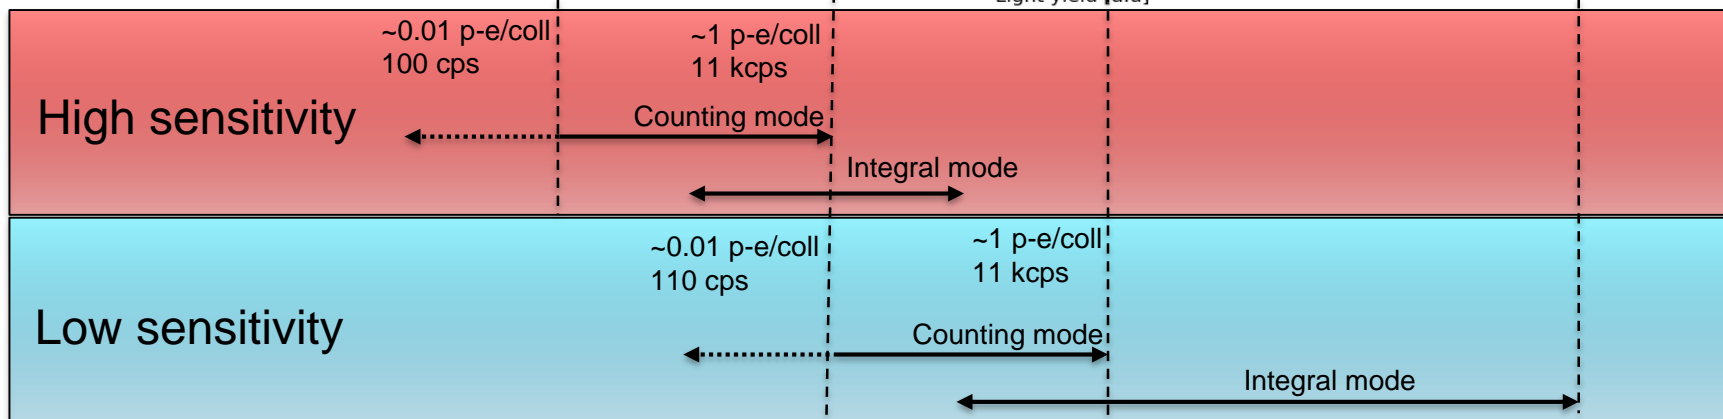 ~0.01 p-e/coll
100 cps
~1 p-e/coll
11 kcps
High sensitivity
Counting mode
Integral mode
~0.01 p-e/coll
110 cps
~1 p-e/coll
11 kcps
Low sensitivity
Counting mode
Integral mode